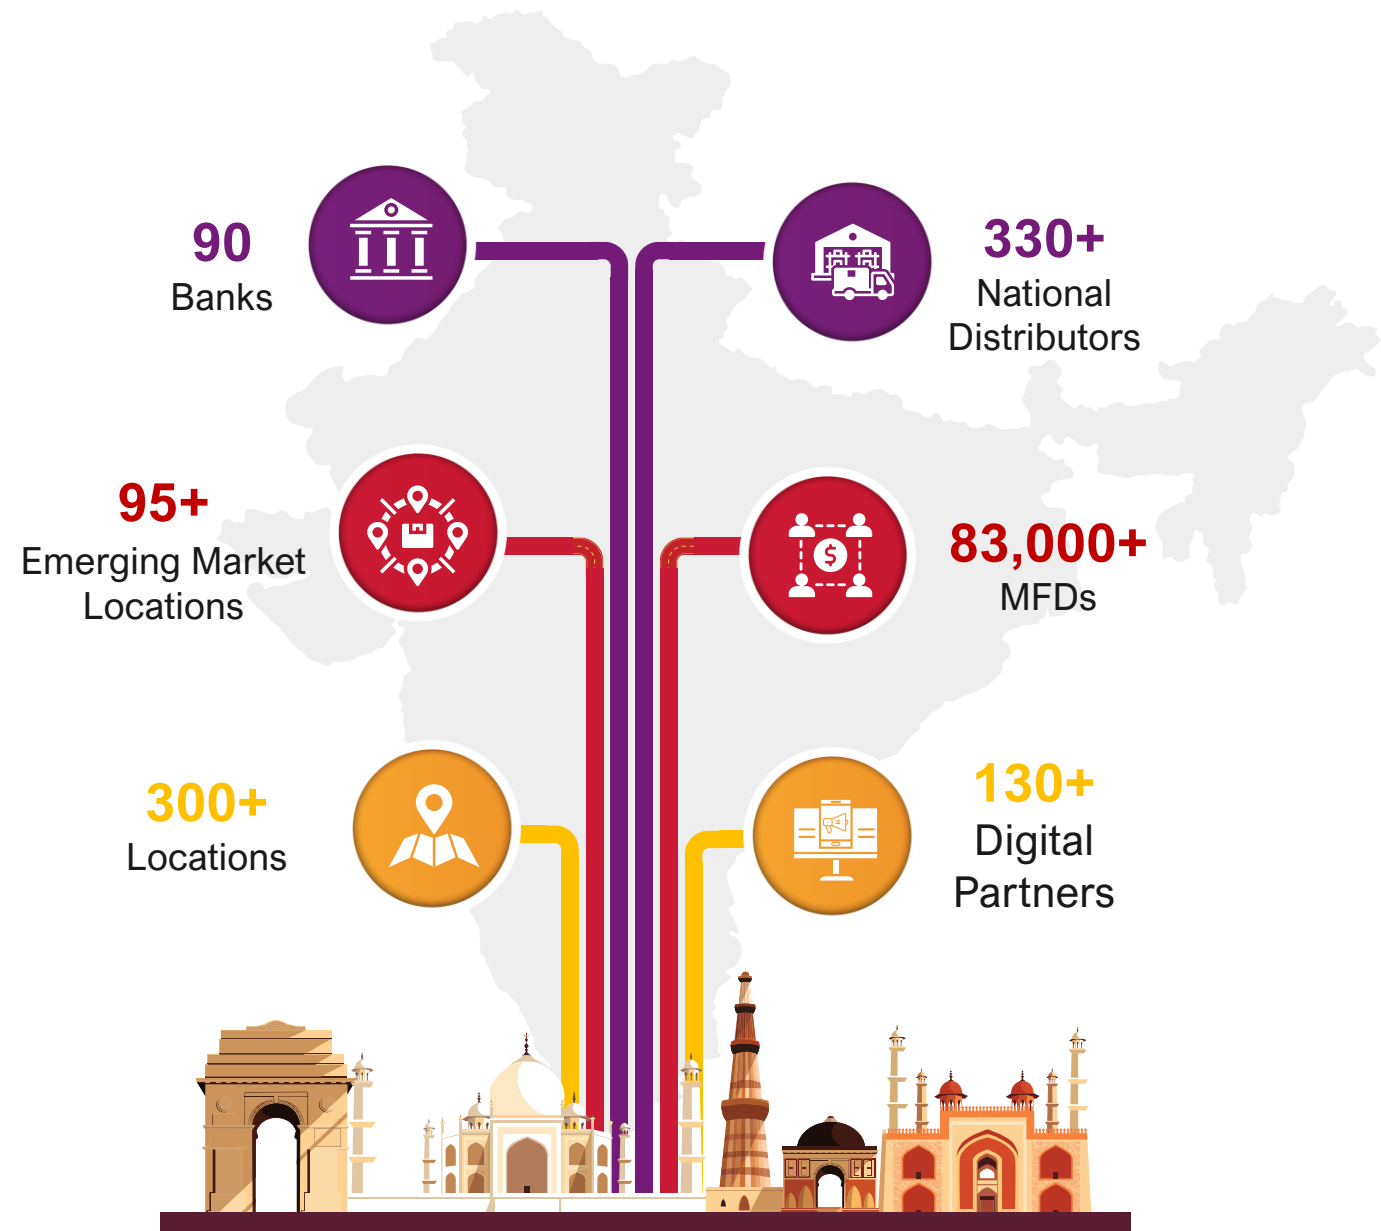 90
Banks
330+
National
Distributors
95+
Emerging Market
Locations
83,000+
MFDs
300+
Locations
130+
Digital
Partners